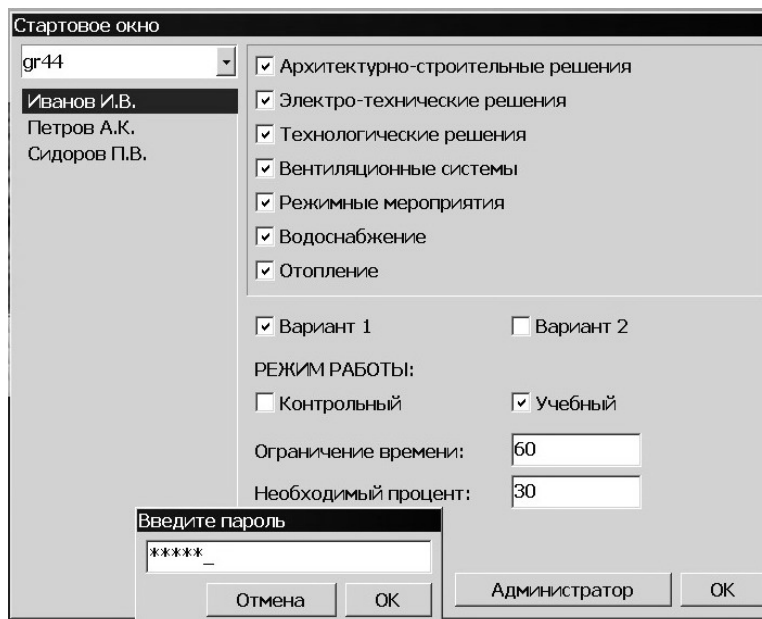 Стартовое окно
gr44
Иванов И.В.
Петров А.К.
Сидоров П.В.
Архитектурно-строительные решения
Электро-технические решения
Технологические решения
Вентиляционные системы
Режимные мероприятия
Водоснабжение
Отопление
Вариант 1 Вариант 2
РЕЖИМ РАБОТЫ:
Контрольный Учебный
Ограничение времени: 60
Необходимый процент: 30
Введите пароль
*****_
Отмена OK
Администратор OK